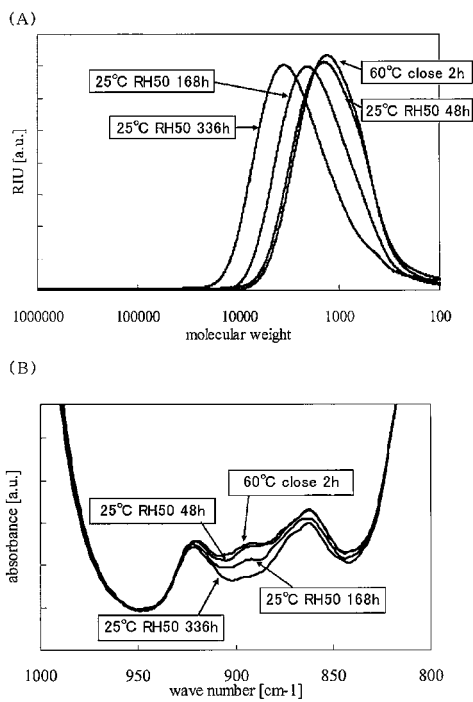 (A)
60°C close 2h
25°C RH50 168h
25°C RH50 48h
25°C RH50 336h
RIU [a.u.]
1000000 100000 10000 1000 100
molecular weight
(B)
60°C close 2h
25°C RH50 48h
absorbance [a.u.]
25°C RH50 168h
25°C RH50 336h
1000 950 900 850 800
wave number [cm-1]